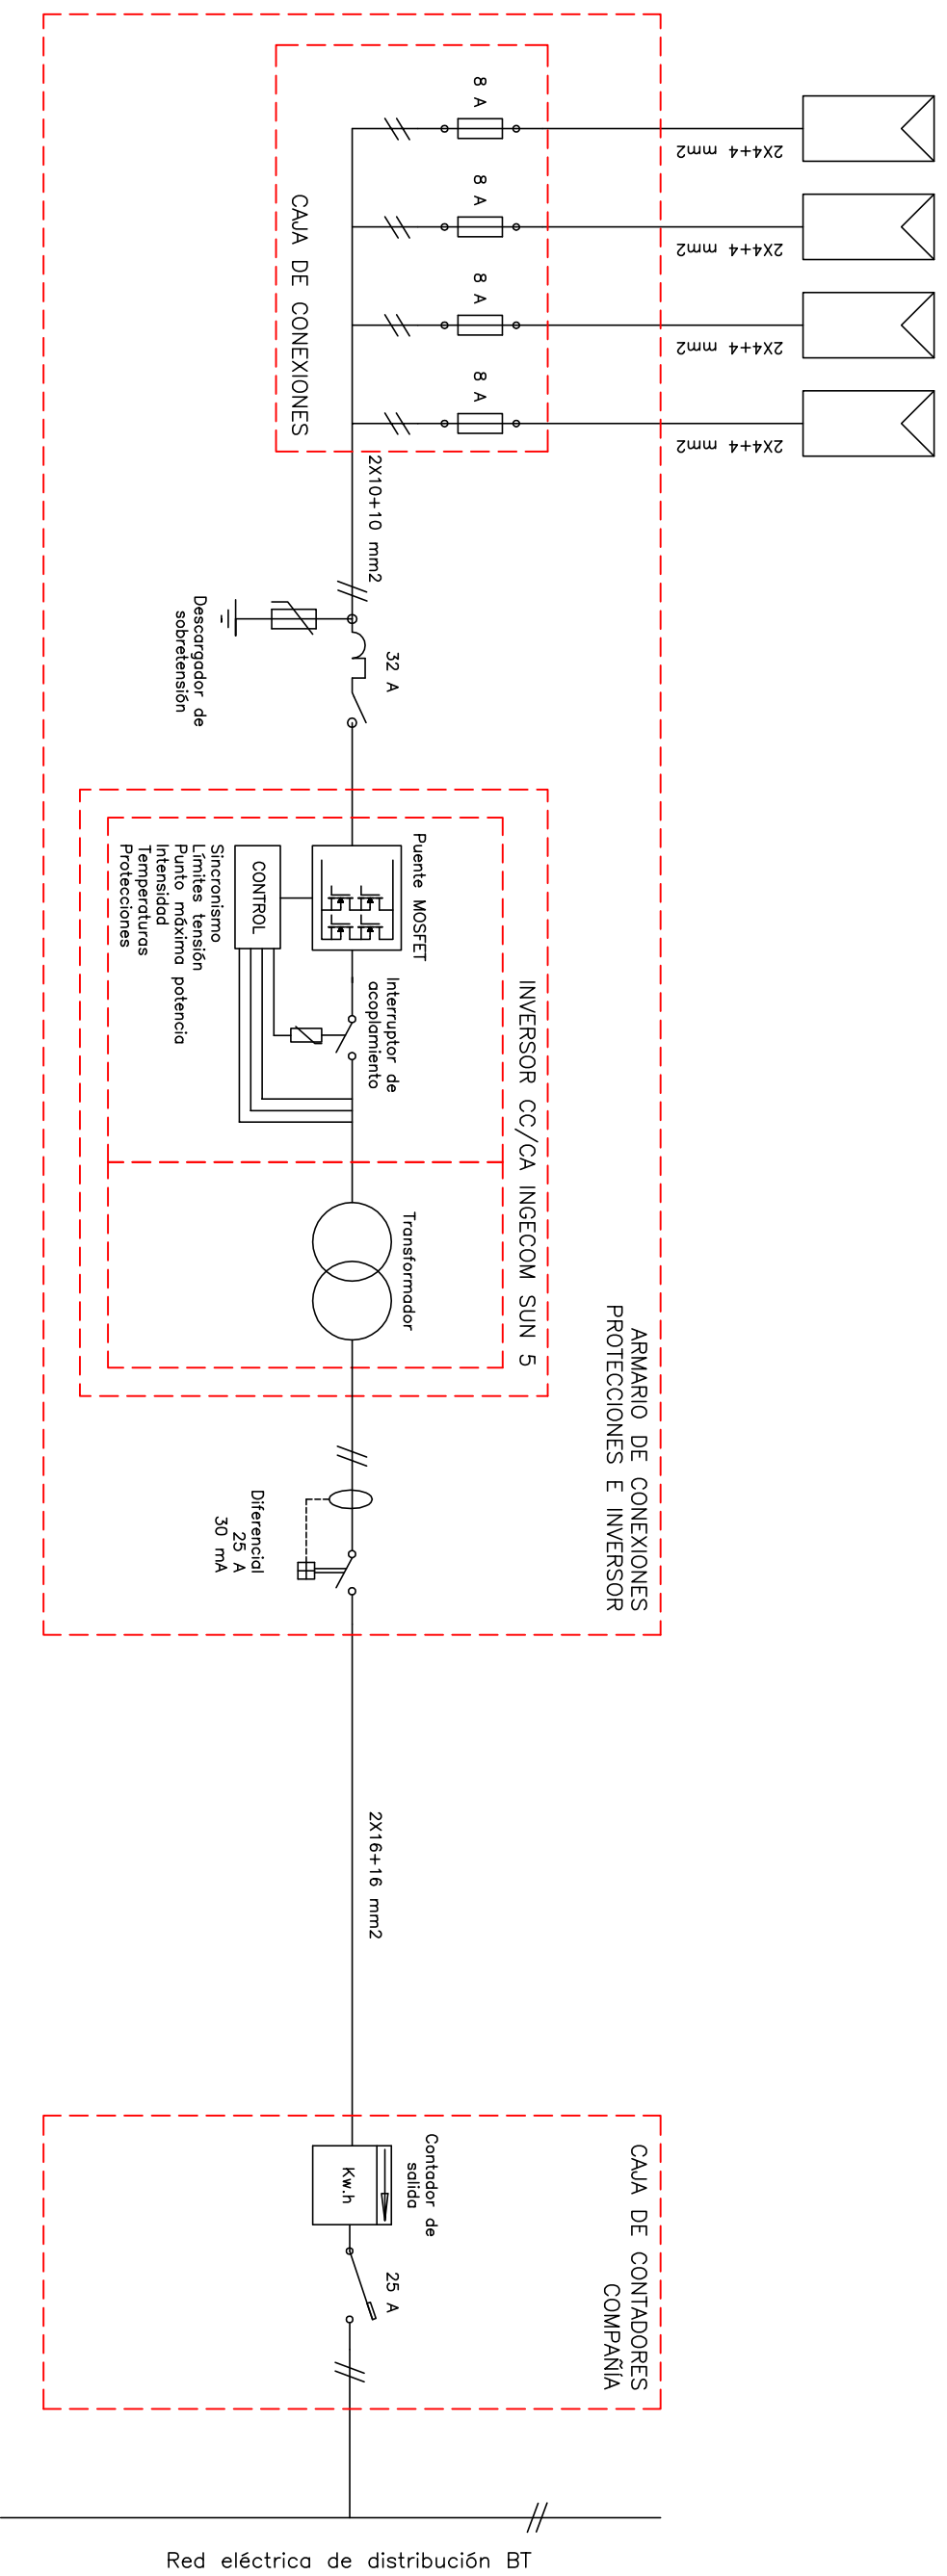 8 A
2X4+4 mm2
8 A
2X4+4 mm2
8 A
2X4+4 mm2
8 A
2X4+4 mm2
CAJA DE CONEXIONES
2X10+10 mm2
Descargador de
sobretensión
32 A
ARMARIO DE CONEXIONES
PROTECCIONES E INVERSOR
INVERSOR CC/CA INGECOM SUN 5
Puente MOSFET
CONTROL
Sincronismo
Límites tensión
Punto máxima potencia
Intensidad
Temperaturas
Protecciones
Interruptor de
acoplamiento
Transformador
Diferencial
25 A
30 mA
2X16+16 mm2
CAJA DE CONTADORES
COMPAÑÍA
Contador de
salida
Kw.h
25 A
Red eléctrica de distribución BT